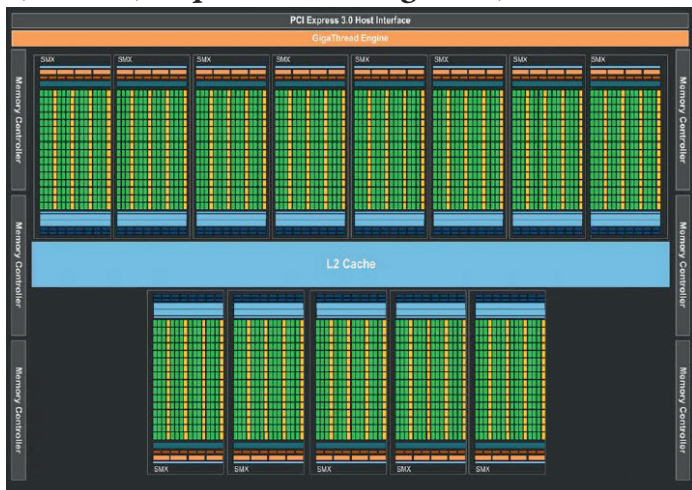 PCI Express 3.0 Host Interface
GigaThread Engine
SMX SMX SMX SMX SMX SMX SMX SMX
Memory Controller
Memory Controller
Memory Controller
Memory Controller
L2 Cache
Memory Controller
Memory Controller
SMX SMX SMX SMX SMX